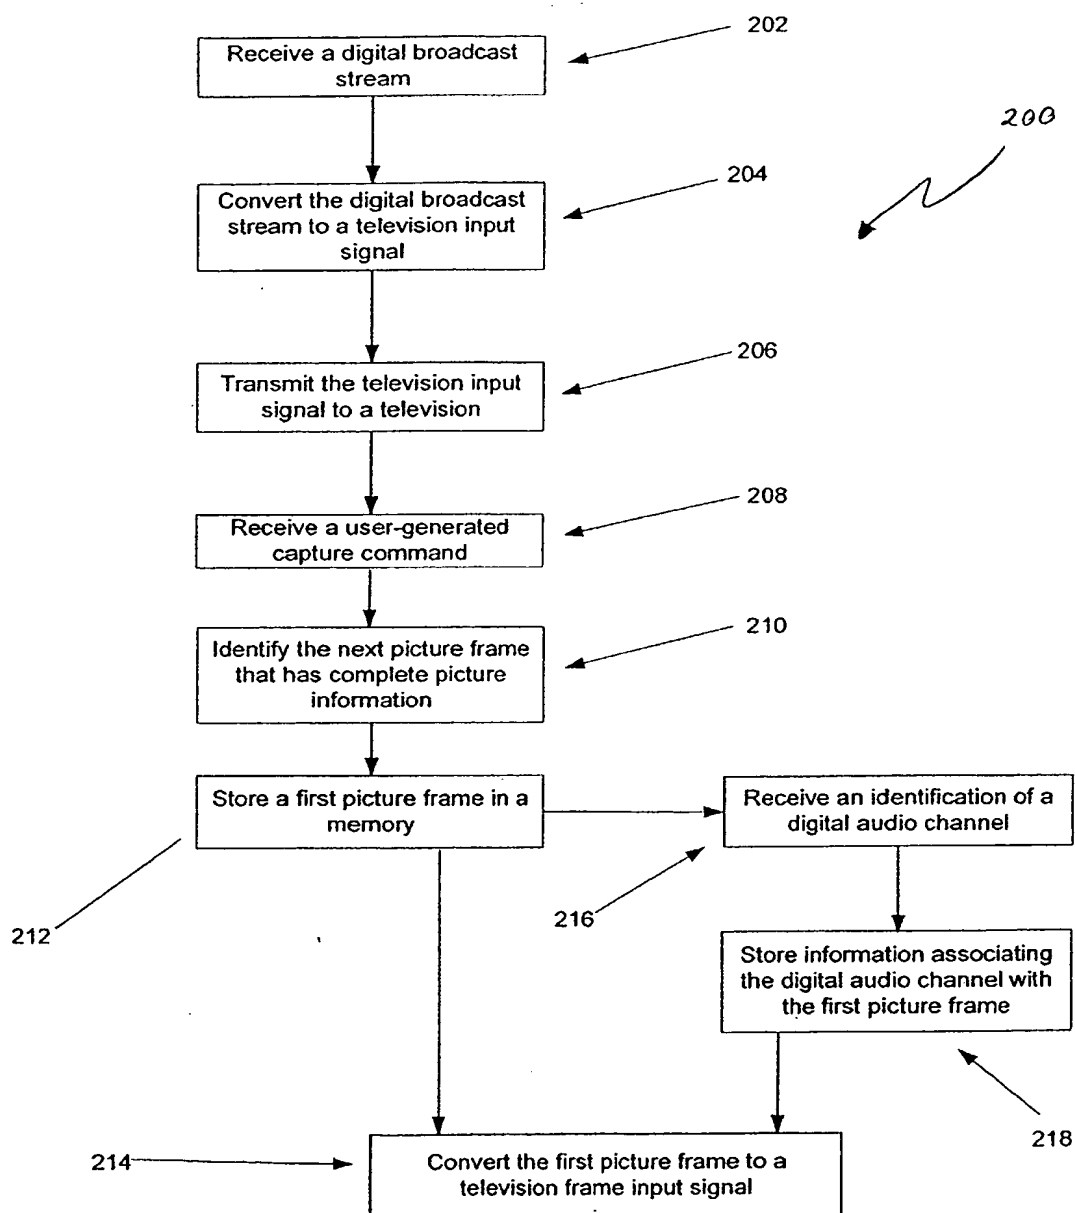 Receive a digital broadcast
stream
202
200
Convert the digital broadcast
stream to a television input
signal
204
Transmit the television input
signal to a television
206
Receive a user-generated
capture command
208
Identify the next picture frame
that has complete picture
information
210
Store a first picture frame in a
memory
212
Receive an identification of a
digital audio channel
216
Store information associating
the digital audio channel with
the first picture frame
218
214
Convert the first picture frame to a
television frame input signal